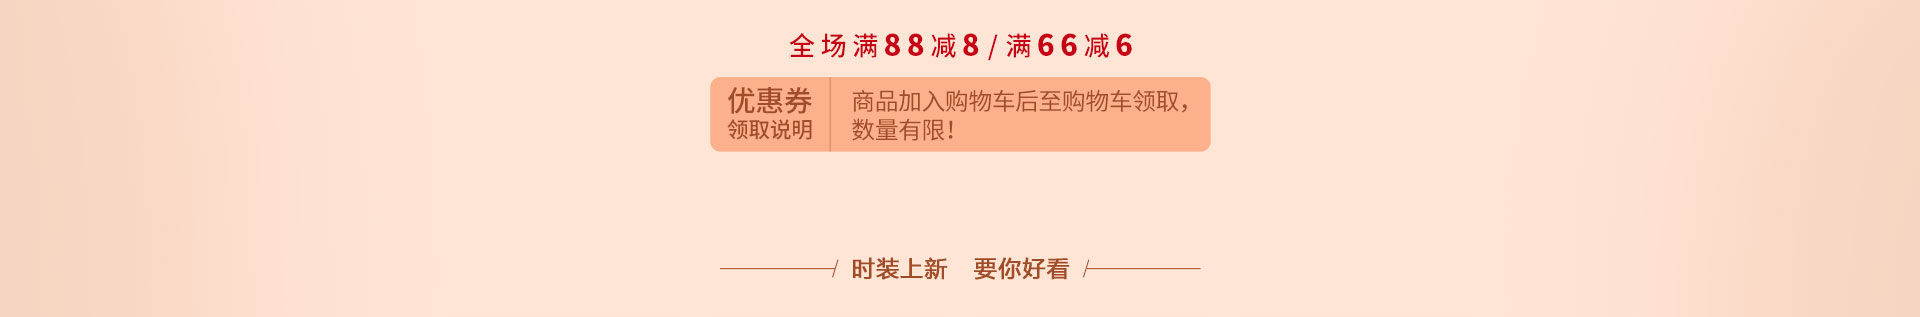 全场满88减8/满66减6
优惠券
领取说明
商品加入购物车后至购物车领取，
数量有限！
时装上新 要你好看